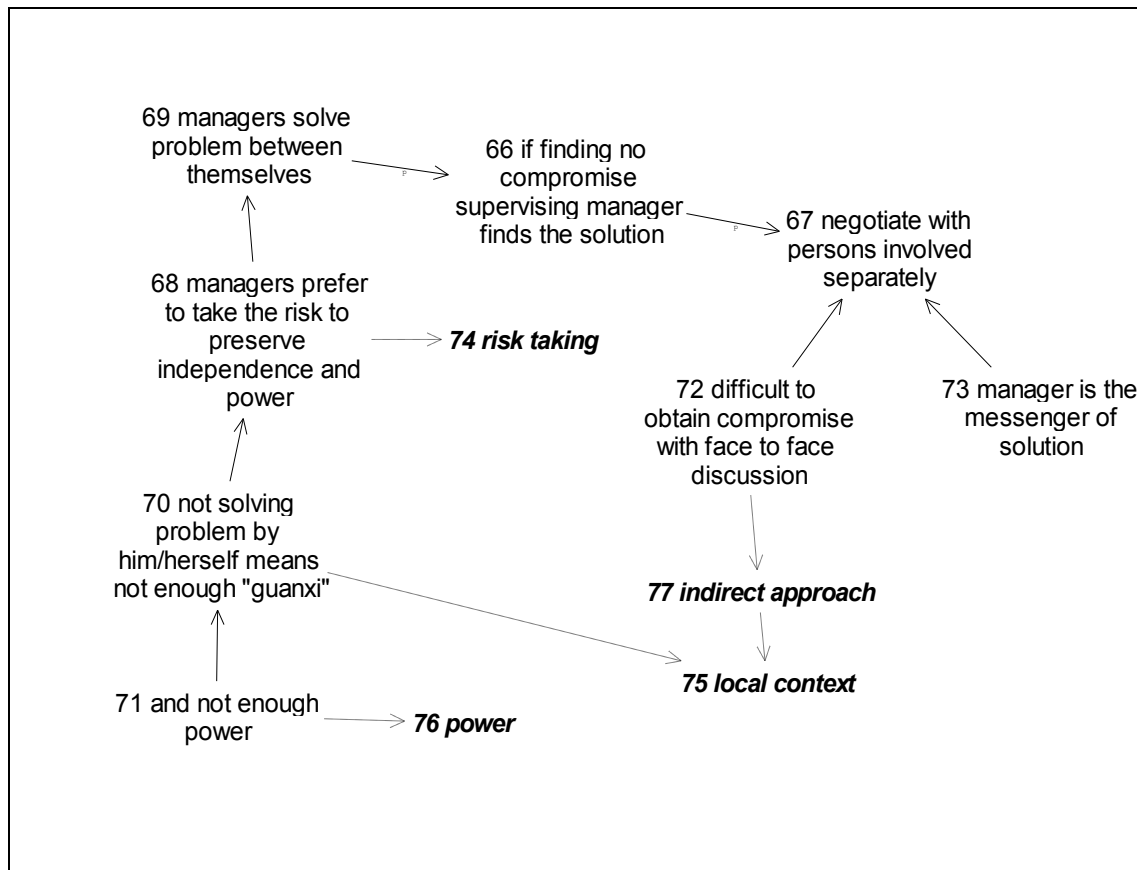 69 managers solve
problem between
themselves
P
66 if finding no
compromise
supervising manager
finds the solution
P
67 negotiate with
persons involved
separately
68 managers prefer
to take the risk to
preserve
independence and
power
74 risk taking
72 difficult to
obtain compromise
with face to face
discussion
73 manager is the
messenger of
solution
70 not solving
problem by
him/herself means
not enough "guanxi"
77 indirect approach
75 local context
71 and not enough
power
76 power